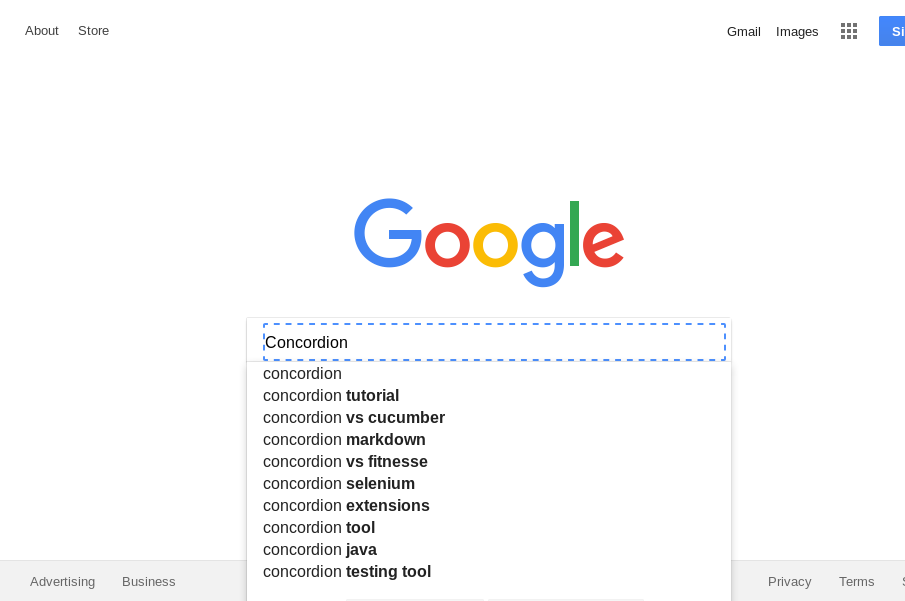 About Store Gmail Images
Google
Concordion
concordion
concordion tutorial
concordion vs cucumber
concordion markdown
concordion vs fitnesse
concordion selenium
concordion extensions
concordion tool
concordion java
concordion testing tool
Advertising Business Privacy Terms